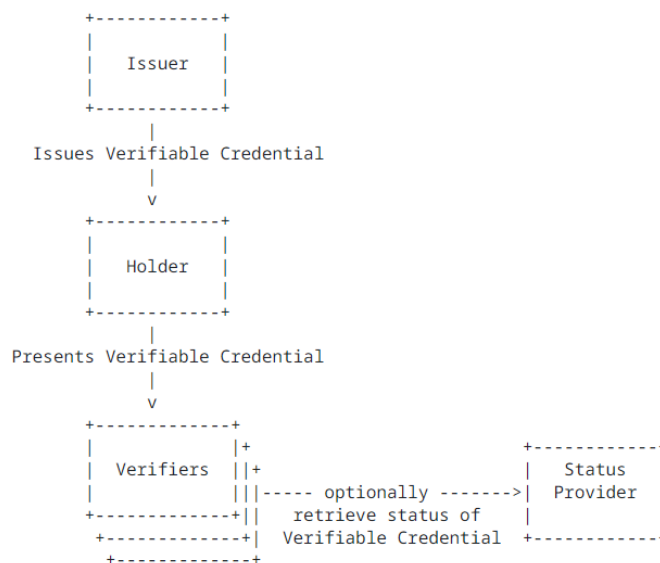 Issuer
Issues Verifiable Credential
Holder
Presents Verifiable Credential
Verifiers
optionally
retrieve status of
Verifiable Credential
Status
Provider